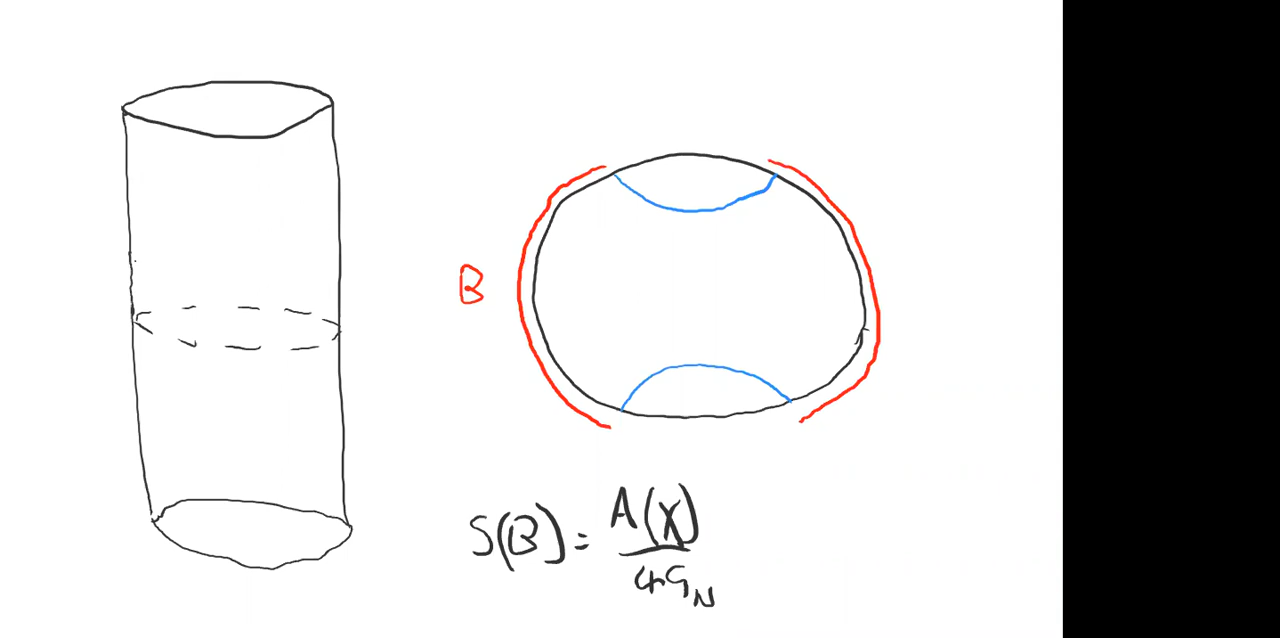 B
S(B) = A(X)
4G_N